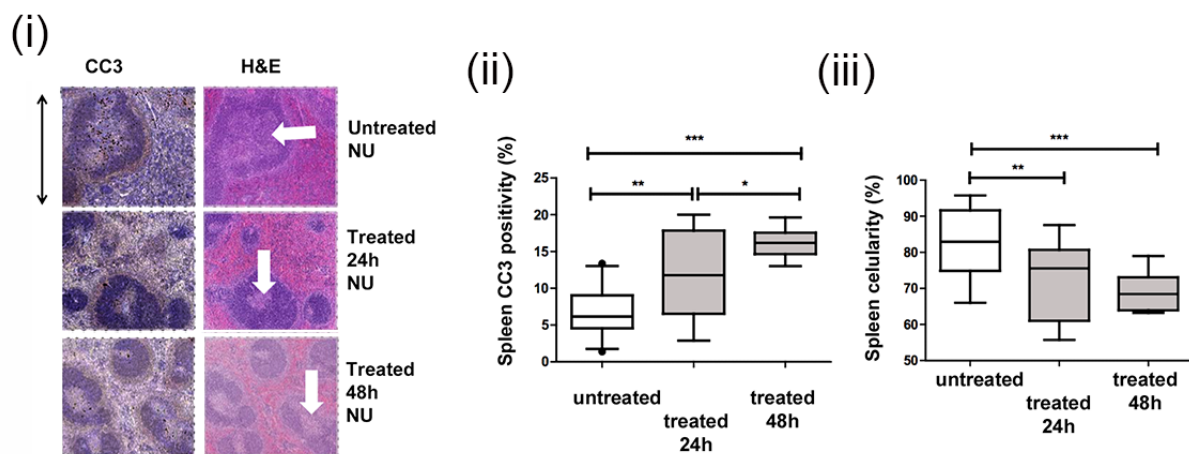 (i)
CC3 H&E
Untreated
NU
Treated
24h
NU
Treated
48h
NU
(ii)
Spleen CC3 positivity (%)
***
** *
25
20
15
10
5
0
untreated
treated
24h
treated
48h
(iii)
Spleen celularity (%)
***
**
100
90
80
70
60
50
untreated
treated
24h
treated
48h